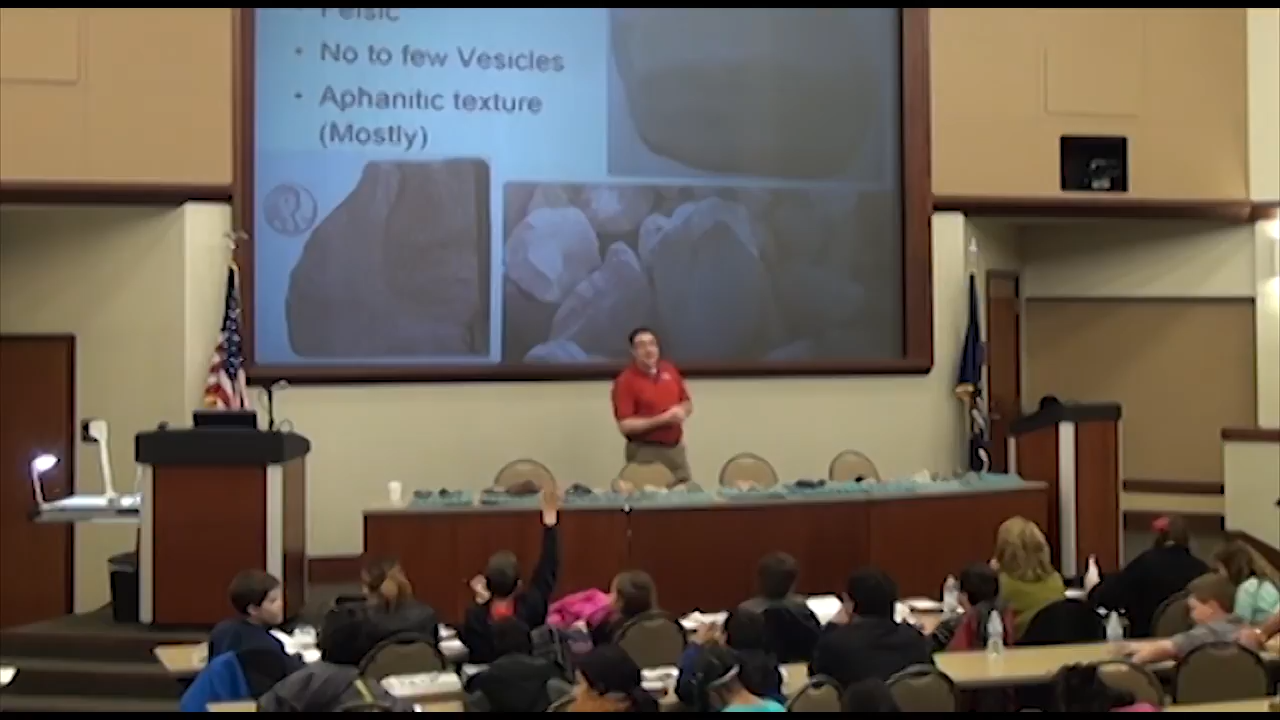 • Felsic
• No to few Vesicles
• Aphanitic texture
(Mostly)